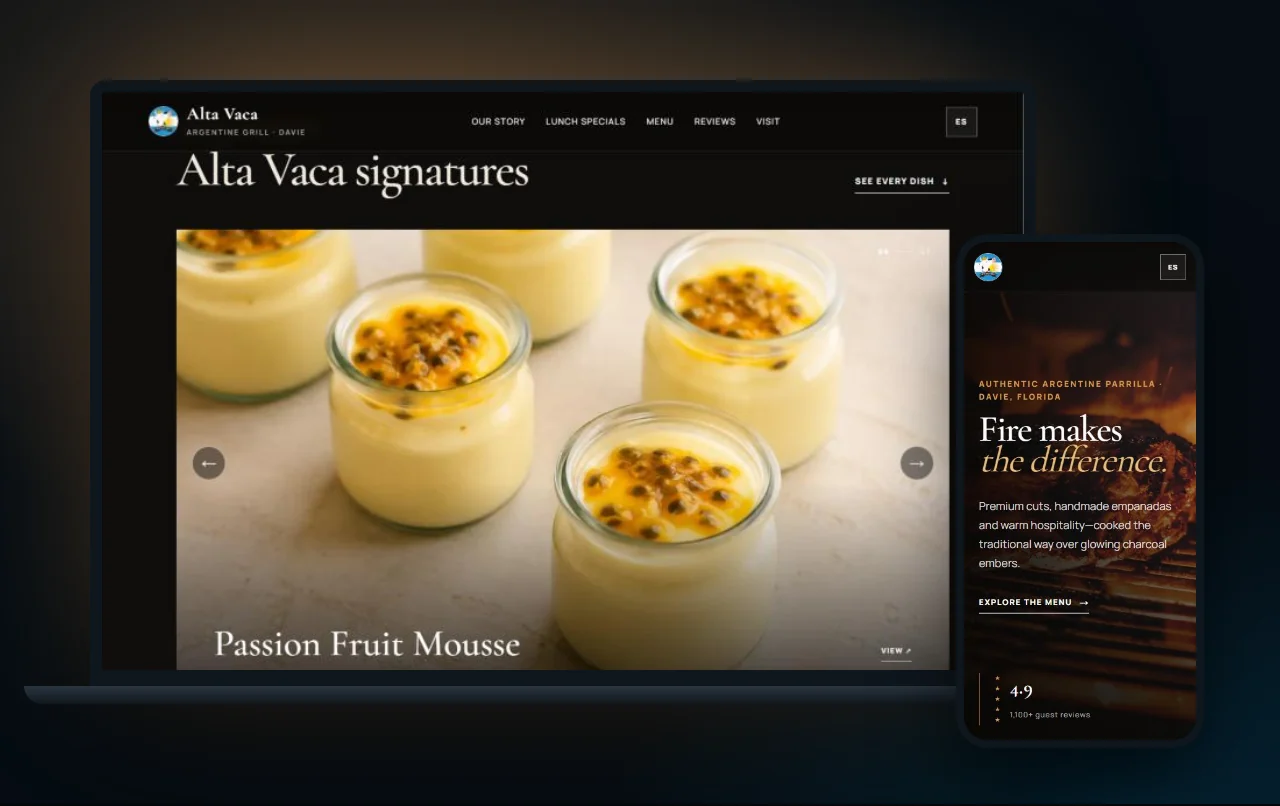 Alta Vaca
ARGENTINE GRILL · DAVIE
OUR STORY LUNCH SPECIALS MENU REVIEWS VISIT
ES
Alta Vaca signatures
SEE EVERY DISH ↓
←
→
Passion Fruit Mousse
VIEW ↗
ES
AUTHENTIC ARGENTINE PARRILLA ·
DAVIE, FLORIDA
Fire makes
the difference.
Premium cuts, handmade empanadas
and warm hospitality—cooked the
traditional way over glowing charcoal
embers.
EXPLORE THE MENU →
★
★
★
★
★
4.9
1,100+ guest reviews